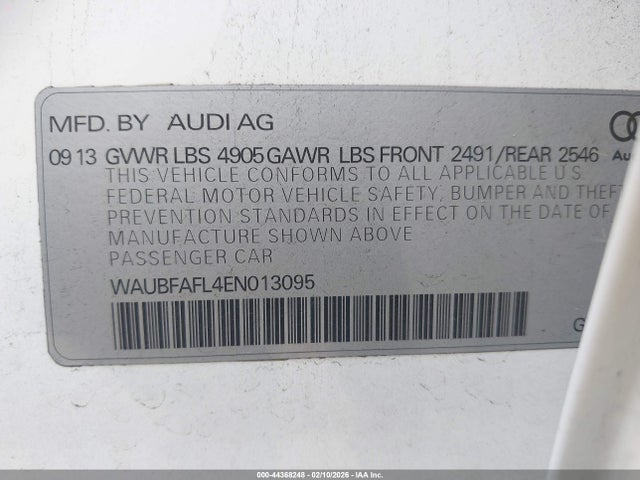 MFD. BY AUDI AG
09 13 GVWR LBS 4905 GAWR LBS FRONT 2491/REAR 2546
THIS VEHICLE CONFORMS TO ALL APPLICABLE U.S
FEDERAL MOTOR VEHICLE SAFETY, BUMPER AND THEFT
PREVENTION STANDARDS IN EFFECT ON THE DATE OF
MANUFACTURE SHOWN ABOVE
PASSENGER CAR
WAUBFAFL4EN013095
000-44368248 - 02/10/2026 - IAA Inc.